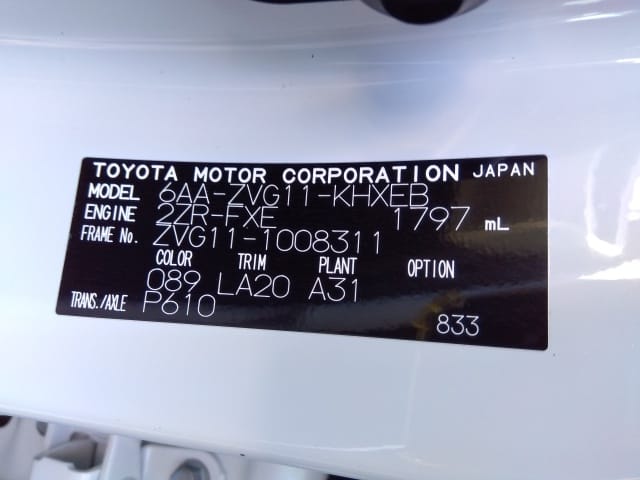 TOYOTA MOTOR CORPORATION JAPAN
MODEL 6AA-ZVG11-KHXEB
ENGINE 2ZR-FXE 1797 mL
FRAME No. ZVG11-1008311
COLOR TRIM PLANT OPTION
089 LA20 A31
TRANS./AXLE P610
833